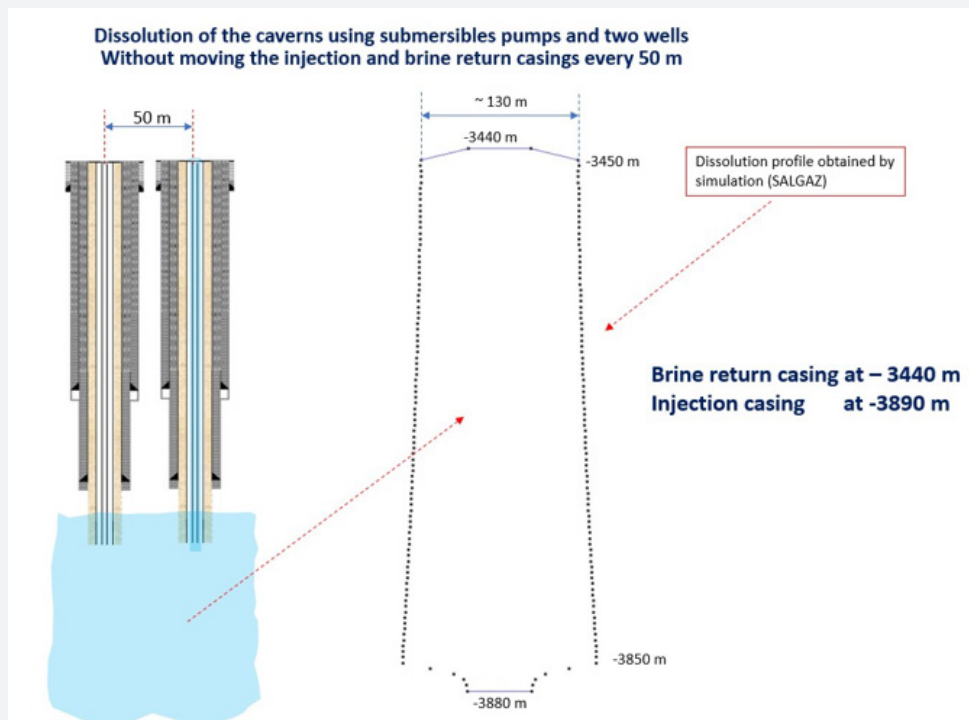 Dissolution of the caverns using submersibles pumps and two wells
Without moving the injection and brine return casings every 50 m
50 m
~ 130 m
-3440 m
-3450 m
Dissolution profile obtained by
simulation (SALGAZ)
Brine return casing at – 3440 m
Injection casing at -3890 m
-3850 m
-3880 m